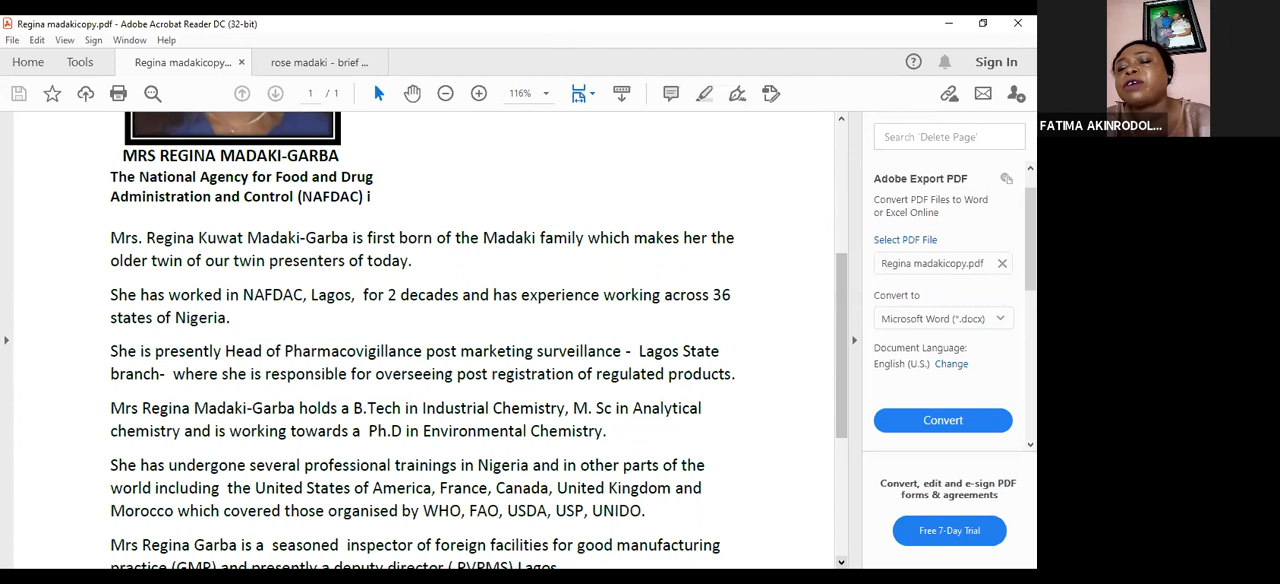 Regina madakicopy.pdf - Adobe Acrobat Reader DC (32-bit)
File Edit View Sign Window Help
Home Tools Regina madakicopy... × rose madaki - brief ... Sign In
1 / 1 116%
MRS REGINA MADAKI-GARBA
The National Agency for Food and Drug
Administration and Control (NAFDAC) i
Mrs. Regina Kuwat Madaki-Garba is first born of the Madaki family which makes her the
older twin of our twin presenters of today.
She has worked in NAFDAC, Lagos,  for 2 decades and has experience working across 36
states of Nigeria.
She is presently Head of Pharmacovigillance post marketing surveillance -  Lagos State
branch-  where she is responsible for overseeing post registration of regulated products.
Mrs Regina Madaki-Garba holds a B.Tech in Industrial Chemistry, M. Sc in Analytical
chemistry and is working towards a  Ph.D in Environmental Chemistry.
She has undergone several professional trainings in Nigeria and in other parts of the
world including  the United States of America, France, Canada, United Kingdom and
Morocco which covered those organised by WHO, FAO, USDA, USP, UNIDO.
Mrs Regina Garba is a  seasoned  inspector of foreign facilities for good manufacturing
practice (GMP) and presently a deputy director ( PVPMS) Lagos
Search 'Delete Page'
Adobe Export PDF
Convert PDF Files to Word
or Excel Online
Select PDF File
Regina madakicopy.pdf
Convert to
Microsoft Word (*.docx)
Document Language:
English (U.S.) Change
Convert
Convert, edit and e-sign PDF
forms & agreements
Free 7-Day Trial
FATIMA AKINRODOL...